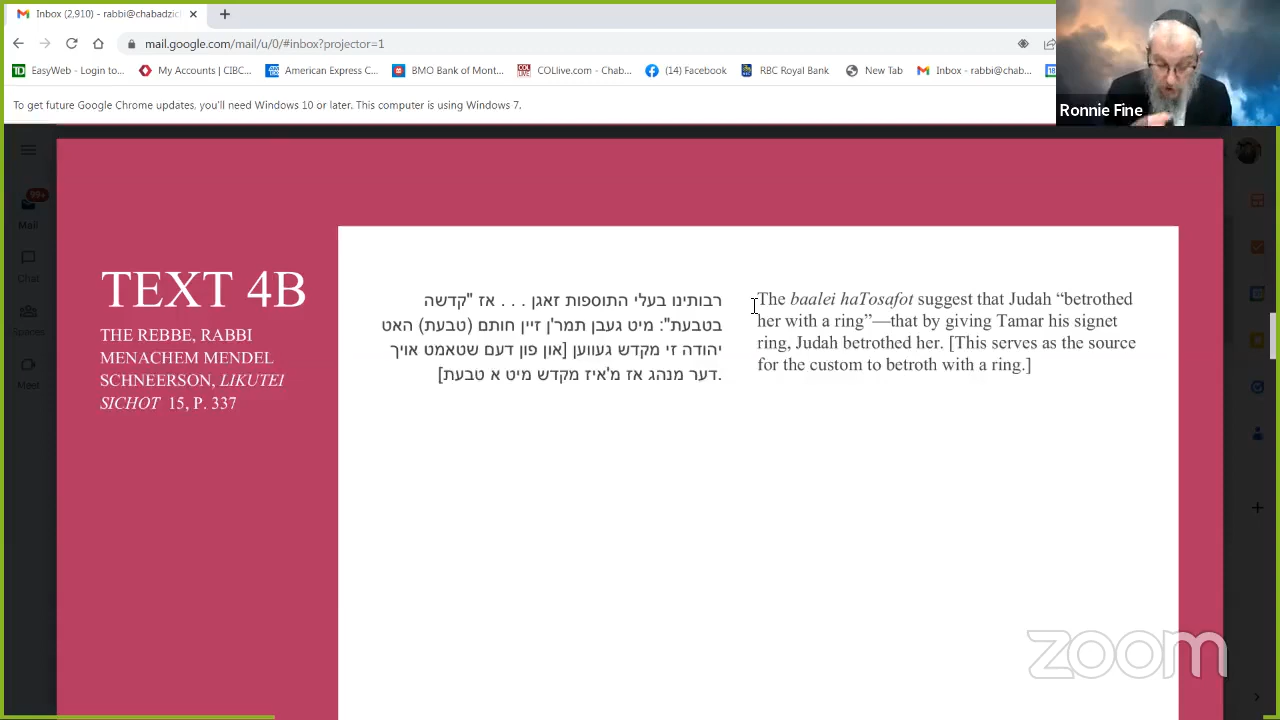 Inbox (2,910) - rabbi@chabadzic
mail.google.com/mail/u/0/#inbox?projector=1
EasyWeb - Login to... My Accounts | CIBC... American Express C... BMO Bank of Mont... COLlive.com - Chab... (14) Facebook RBC Royal Bank New Tab Inbox - rabbi@chab...
To get future Google Chrome updates, you'll need Windows 10 or later. This computer is using Windows 7.
Ronnie Fine
99+
Mail
Chat
Spaces
Meet
TEXT 4B
THE REBBE, RABBI
MENACHEM MENDEL
SCHNEERSON, LIKUTEI
SICHOT 15, P. 337
רבותינו בעלי התוספות זאגן . . . אז "קדשה
בטבעת": מיט געבן תמר'ן זיין חותם (טבעת) האט
יהודה זי מקדש געווען [און פון דעם שטאמט אויך
.דער מנהג אז מ'איז מקדש מיט א טבעת]
The baalei haTosafot suggest that Judah “betrothed
her with a ring”—that by giving Tamar his signet
ring, Judah betrothed her. [This serves as the source
for the custom to betroth with a ring.]
zoom